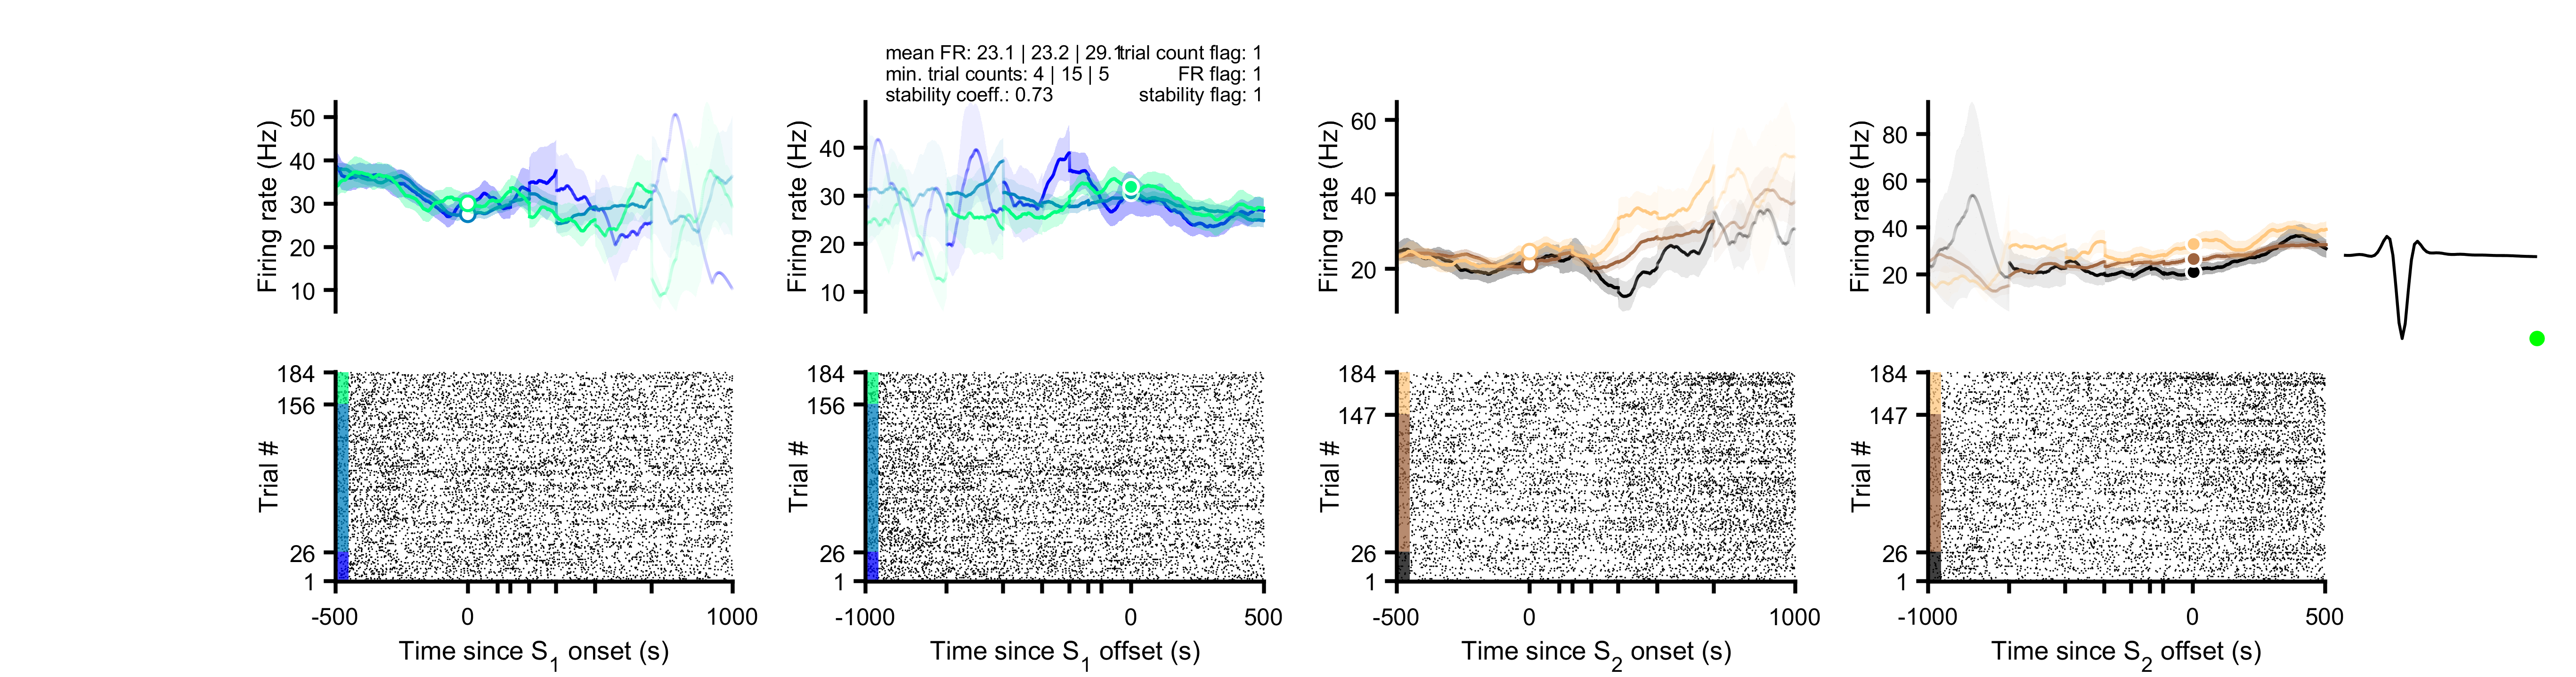 mean FR: 23.1 | 23.2 | 29.1
trial count flag: 1
min. trial counts: 4 | 15 | 5
FR flag: 1
stability coeff.: 0.73
stability flag: 1
Firing rate (Hz)
50
40
30
20
10
Firing rate (Hz)
40
30
20
10
Firing rate (Hz)
60
40
20
Firing rate (Hz)
80
60
40
20
Trial #
184
156
26
1
-500
0
1000
Time since S1 onset (s)
Trial #
184
156
26
1
-1000
0
500
Time since S1 offset (s)
Trial #
184
147
26
1
-500
0
1000
Time since S2 onset (s)
Trial #
184
147
26
1
-1000
0
500
Time since S2 offset (s)